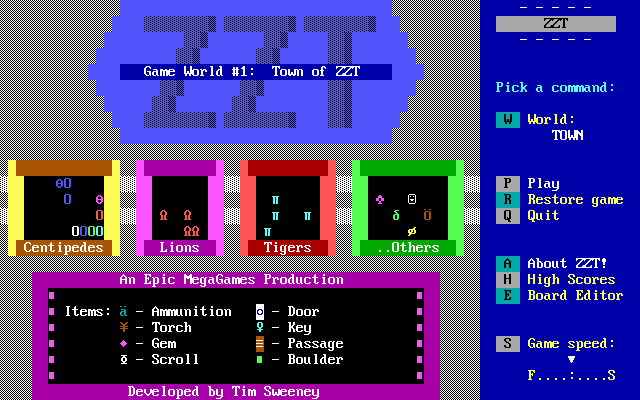 ZZT
Game World #1: Town of ZZT
Centipedes
Lions
Tigers
..Others
An Epic MegaGames Production
Items: ä - Ammunition
¥ - Torch
♦ - Gem
- Scroll
- Door
♀ - Key
≡ - Passage
■ - Boulder
Developed by Tim Sweeney
- - - - -
ZZT
- - - - -
Pick a command:
W World:
TOWN
P Play
R Restore game
Q Quit
A About ZZT!
H High Scores
E Board Editor
S Game speed:
▼
F....:....S